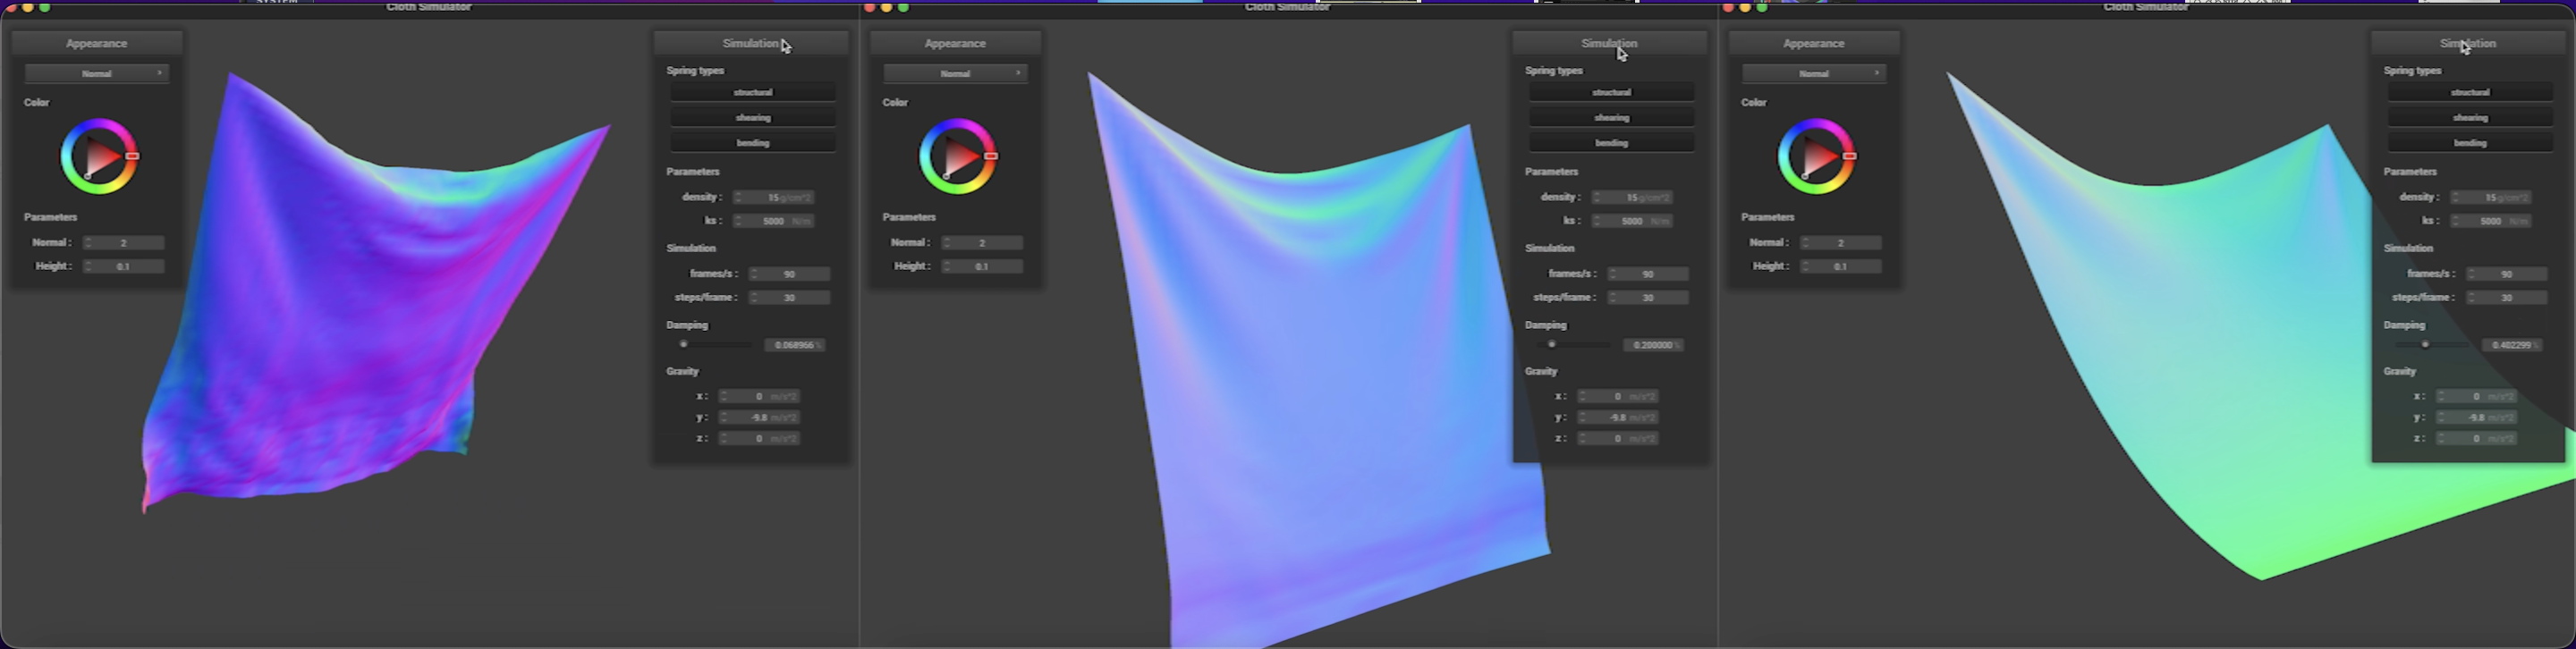 Cloth Simulator
Appearance
Normal
Color
Parameters
Normal : 2
Height : 0.1
Simulation
Spring types
structural
shearing
bending
Parameters
density : 15 g/cm^2
ks : 5000 N/m
Simulation
frames/s : 90
steps/frame : 30
Damping
0.068966 %
Gravity
x : 0 m/s^2
y : -9.8 m/s^2
z : 0 m/s^2
Cloth Simulator
Appearance
Normal
Color
Parameters
Normal : 2
Height : 0.1
Simulation
Spring types
structural
shearing
bending
Parameters
density : 15 g/cm^2
ks : 5000 N/m
Simulation
frames/s : 90
steps/frame : 30
Damping
0.200000 %
Gravity
x : 0 m/s^2
y : -9.8 m/s^2
z : 0 m/s^2
Cloth Simulator
Appearance
Normal
Color
Parameters
Normal : 2
Height : 0.1
Simulation
Spring types
structural
shearing
bending
Parameters
density : 15 g/cm^2
ks : 5000 N/m
Simulation
frames/s : 90
steps/frame : 30
Damping
0.402299 %
Gravity
x : 0 m/s^2
y : -9.8 m/s^2
z : 0 m/s^2